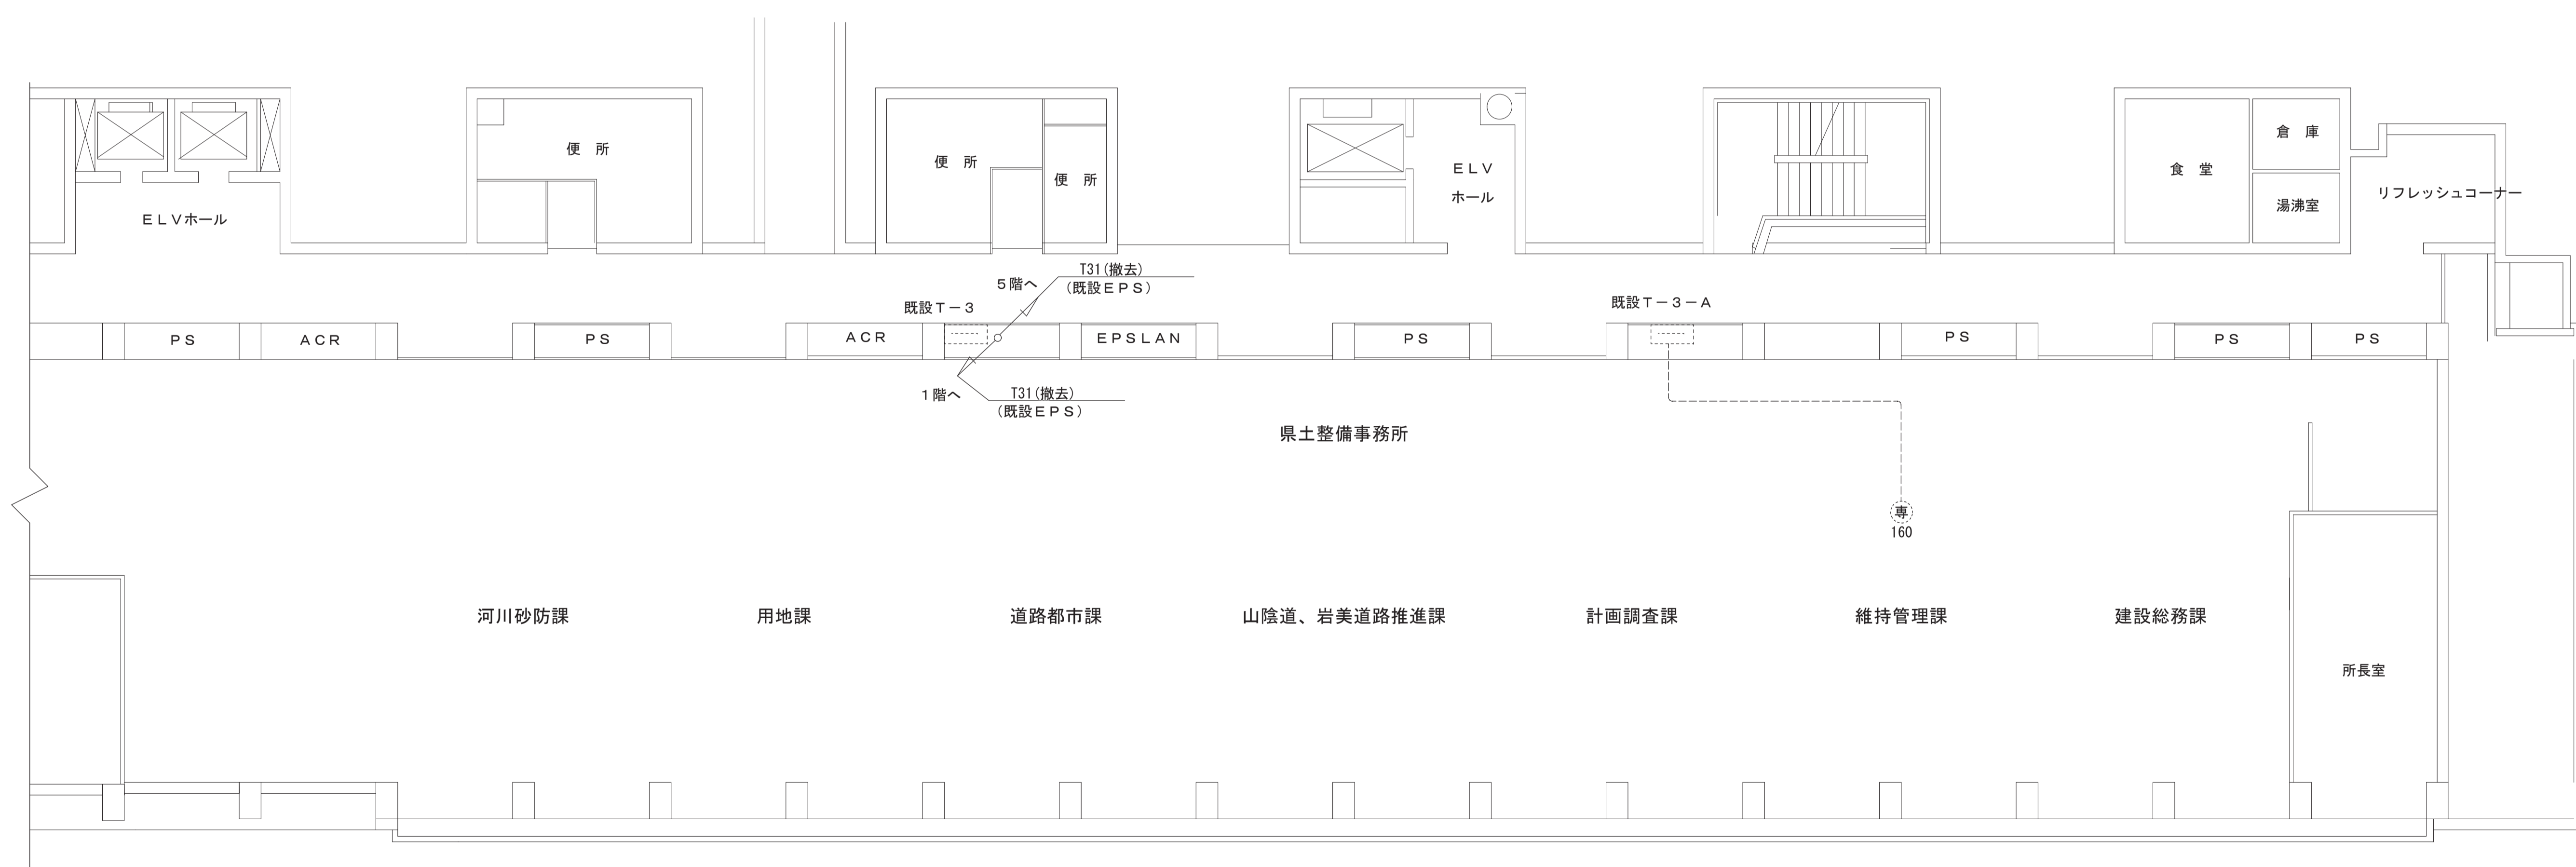 便　所
倉　庫
便　所
便　所
ＥＬＶ
ホール
食　堂
リフレッシュコーナー
湯沸室
ＥＬＶホール
T31(撤去)
(既設ＥＰＳ)
５階へ
既設Ｔ－３
既設Ｔ－３－Ａ
ＰＳ
ＡＣＲ
ＰＳ
ＡＣＲ
ＥＰＳＬＡＮ
ＰＳ
ＰＳ
ＰＳ
ＰＳ
１階へ
T31(撤去)
(既設ＥＰＳ)
県土整備事務所
専
160
河川砂防課
用地課
道路都市課
山陰道、岩美道路推進課
計画調査課
維持管理課
建設総務課
所長室